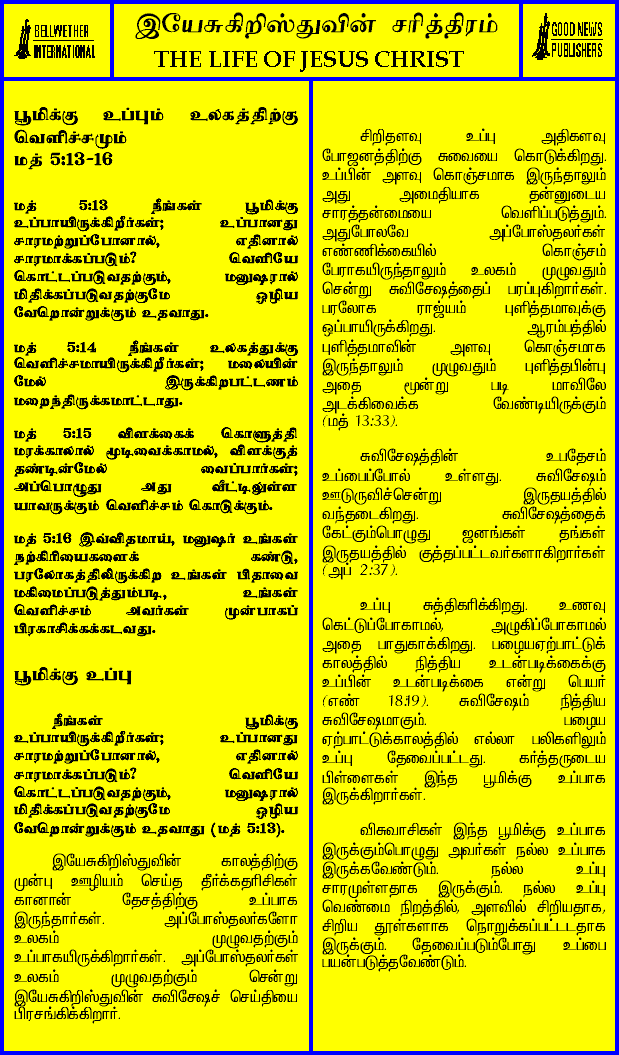 BELLWETHER
INTERNATIONAL
இயேசுகிறிஸ்துவின் சரித்திரம்
THE LIFE OF JESUS CHRIST
GOOD NEWS
PUBLISHERS
பூமிக்கு உப்பும் உலகத்திற்கு
வெளிச்சமும்
மத் 5:13-16
மத் 5:13 நீங்கள் பூமிக்கு
உப்பாயிருக்கிறீர்கள்; உப்பானது
சாரமற்றுப்போனால், எதினால்
சாரமாக்கப்படும்? வெளியே
கொட்டப்படுவதற்கும், மனுஷரால்
மிதிக்கப்படுவதற்குமே ஒழிய
வேறொன்றுக்கும் உதவாது.
மத் 5:14 நீங்கள் உலகத்துக்கு
வெளிச்சமாயிருக்கிறீர்கள்; மலையின்
மேல் இருக்கிறபட்டணம்
மறைந்திருக்கமாட்டாது.
மத் 5:15 விளக்கைக் கொளுத்தி
மரக்காலால் மூடிவைக்காமல், விளக்குத்
தண்டின்மேல் வைப்பார்கள்;
அப்பொழுது அது வீட்டிலுள்ள
யாவருக்கும் வெளிச்சம் கொடுக்கும்.
மத் 5:16 இவ்விதமாய், மனுஷர் உங்கள்
நற்கிரியைகளைக் கண்டு,
பரலோகத்திலிருக்கிற உங்கள் பிதாவை
மகிமைப்படுத்தும்படி, உங்கள்
வெளிச்சம் அவர்கள் முன்பாகப்
பிரகாசிக்கக்கடவது.
பூமிக்கு உப்பு
நீங்கள் பூமிக்கு
உப்பாயிருக்கிறீர்கள்; உப்பானது
சாரமற்றுப்போனால், எதினால்
சாரமாக்கப்படும்? வெளியே
கொட்டப்படுவதற்கும், மனுஷரால்
மிதிக்கப்படுவதற்குமே ஒழிய
வேறொன்றுக்கும் உதவாது (மத் 5:13).
இயேசுகிறிஸ்துவின் காலத்திற்கு
முன்பு ஊழியம் செய்த தீர்க்கதரிசிகள்
கானான் தேசத்திற்கு உப்பாக
இருந்தார்கள். அப்போஸ்தலர்களோ
உலகம் முழுவதற்கும்
உப்பாகயிருக்கிறார்கள். அப்போஸ்தலர்கள்
உலகம் முழுவதற்கும் சென்று
இயேசுகிறிஸ்துவின் சுவிசேஷச் செய்தியை
பிரசங்கிக்கிறார்.
சிறிதளவு உப்பு அதிகளவு
போஜனத்திற்கு சுவையை கொடுக்கிறது.
உப்பின் அளவு கொஞ்சமாக இருந்தாலும்
அது அமைதியாக தன்னுடைய
சாரத்தன்மையை வெளிப்படுத்தும்.
அதுபோலவே அப்போஸ்தலர்கள்
எண்ணிக்கையில் கொஞ்சம்
பேராகயிருந்தாலும் உலகம் முழுவதும்
சென்று சுவிசேஷத்தைப் பரப்புகிறார்கள்.
பரலோக ராஜ்யம் புளித்தமாவுக்கு
ஒப்பாயிருக்கிறது. ஆரம்பத்தில்
புளித்தமாவின் அளவு கொஞ்சமாக
இருந்தாலும் முழுவதும் புளித்தபின்பு
அதை மூன்று படி மாவிலே
அடக்கிவைக்க வேண்டியிருக்கும்
(மத் 13:33).
சுவிசேஷத்தின் உபதேசம்
உப்பைப்போல் உள்ளது. சுவிசேஷம்
ஊடுருவிச்சென்று இருதயத்தில்
வந்தடைகிறது. சுவிசேஷத்தைக்
கேட்கும்பொழுது ஜனங்கள் தங்கள்
இருதயத்தில் குத்தப்பட்டவர்களாகிறார்கள்
(அப் 2:37).
உப்பு சுத்திகரிக்கிறது. உணவு
கெட்டுப்போகாமல், அழுகிப்போகாமல்
அதை பாதுகாக்கிறது. பழையஏற்பாட்டுக்
காலத்தில் நித்திய உடன்படிக்கைக்கு
உப்பின் உடன்படிக்கை என்று பெயர்
(எண் 18:19). சுவிசேஷம் நித்திய
சுவிசேஷமாகும். பழைய
ஏற்பாட்டுக்காலத்தில் எல்லா பலிகளிலும்
உப்பு தேவைப்பட்டது. கர்த்தருடைய
பிள்ளைகள் இந்த பூமிக்கு உப்பாக
இருக்கிறார்கள்.
விசுவாசிகள் இந்த பூமிக்கு உப்பாக
இருக்கும்பொழுது அவர்கள் நல்ல உப்பாக
இருக்கவேண்டும். நல்ல உப்பு
சாரமுள்ளதாக இருக்கும். நல்ல உப்பு
வெண்மை நிறத்தில், அளவில் சிறியதாக,
சிறிய தூள்களாக நொறுக்கப்பட்டதாக
இருக்கும். தேவைப்படும்போது உப்பை
பயன்படுத்தவேண்டும்.